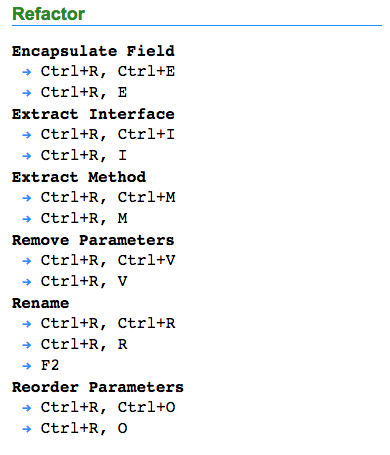 Refactor
Encapsulate Field
→ Ctrl+R, Ctrl+E
→ Ctrl+R, E
Extract Interface
→ Ctrl+R, Ctrl+I
→ Ctrl+R, I
Extract Method
→ Ctrl+R, Ctrl+M
→ Ctrl+R, M
Remove Parameters
→ Ctrl+R, Ctrl+V
→ Ctrl+R, V
Rename
→ Ctrl+R, Ctrl+R
→ Ctrl+R, R
→ F2
Reorder Parameters
→ Ctrl+R, Ctrl+O
→ Ctrl+R, O